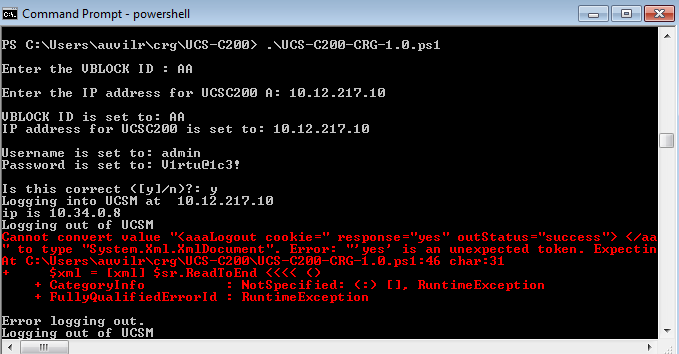 Command Prompt - powershell
PS C:\Users\auvilr\crg\UCS-C200> .\UCS-C200-CRG-1.0.ps1
Enter the VBLOCK ID : AA
Enter the IP address for UCSC200 A: 10.12.217.10
VBLOCK ID is set to: AA
IP address for UCSC200 is set to: 10.12.217.10
Username is set to: admin
Password is set to: V1rtu@1c3!
Is this correct ([y]/n)?: y
Logging into UCSM at  10.12.217.10
ip is 10.34.0.8
Logging out of UCSM
Cannot convert value "<aaaLogout cookie=" response="yes" outStatus="success"> </aa
" to type "System.Xml.XmlDocument". Error: "'yes' is an unexpected token. Expectin
At C:\Users\auvilr\crg\UCS-C200\UCS-C200-CRG-1.0.ps1:46 char:31
+     $xml = [xml] $sr.ReadToEnd <<<< ()
    + CategoryInfo          : NotSpecified: (:) [], RuntimeException
    + FullyQualifiedErrorId : RuntimeException
Error logging out.
Logging out of UCSM